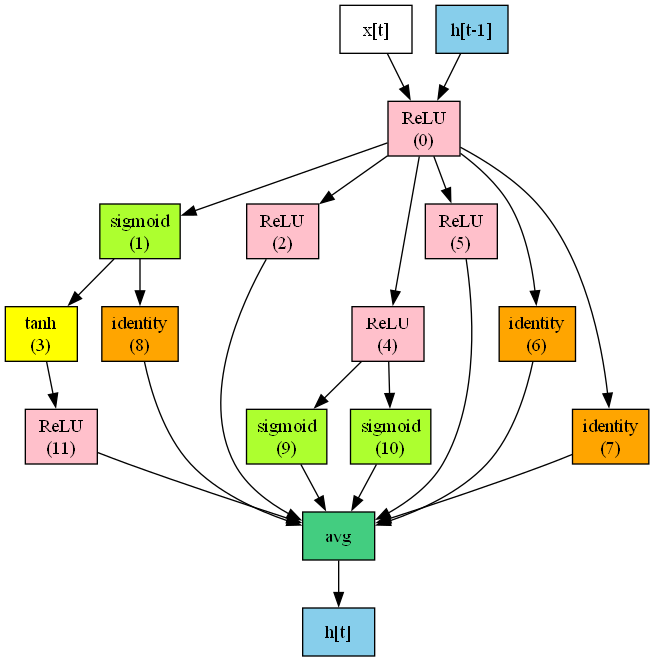 x[t]
h[t-1]
ReLU
(0)
sigmoid
(1)
ReLU
(2)
ReLU
(5)
tanh
(3)
identity
(8)
ReLU
(4)
identity
(6)
ReLU
(11)
sigmoid
(9)
sigmoid
(10)
identity
(7)
avg
h[t]